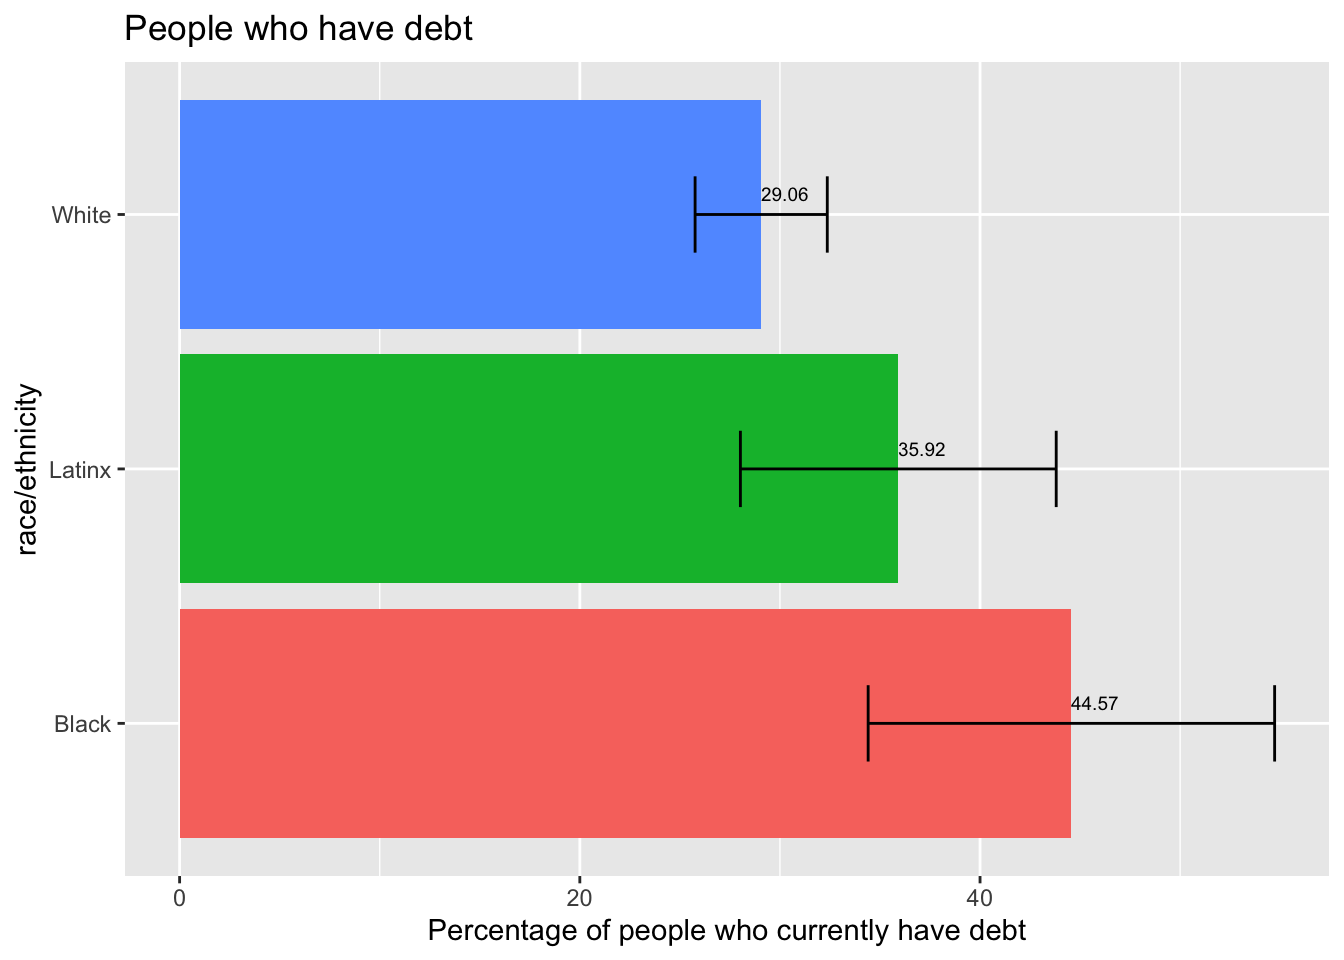 People who have debt
White
29.06
Latinx
35.92
Black
44.57
race/ethnicity
0 20 40
Percentage of people who currently have debt